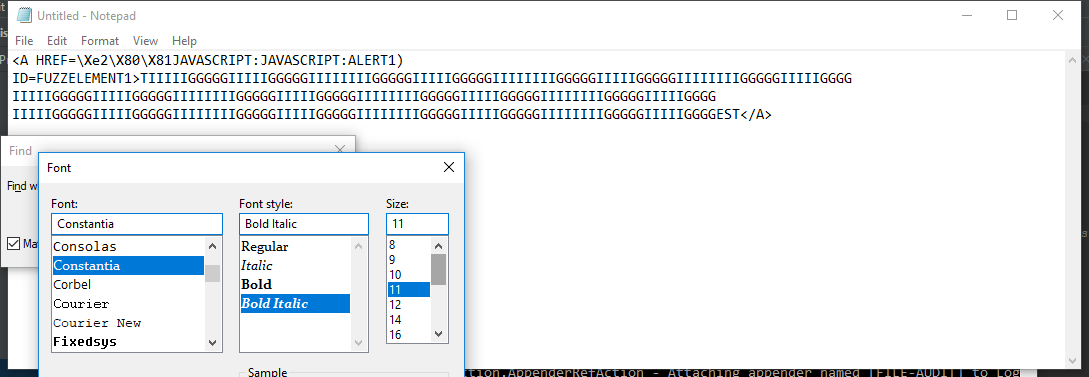 Untitled - Notepad
File Edit Format View Help
<A HREF=\Xe2\X80\X81JAVASCRIPT:JAVASCRIPT:ALERT1)
ID=FUZZELEMENT1>TIIIIIGGGGGIIIIIGGGGGIIIIIIIIGGGGGIIIIIGGGGGIIIIIIIIGGGGGIIIIIGGGGGIIIIIIIIGGGGGIIIIIGGGG
IIIIIGGGGGIIIIIGGGGGIIIIIIIIGGGGGIIIIIGGGGGIIIIIIIIGGGGGIIIIIGGGGGIIIIIIIIGGGGGIIIIIGGGG
IIIIIGGGGGIIIIIGGGGGIIIIIIIIGGGGGIIIIIGGGGGIIIIIIIIGGGGGIIIIIGGGGGIIIIIIIIGGGGGIIIIIGGGGEST</A>
Find
Find w
Ma
Font
Font: Font style: Size:
Constantia Bold Italic 11
Consolas Regular 8
Constantia Italic 9
Corbel Bold 10
Courier Bold Italic 11
Courier New 12
Fixedsys 14
16
Sample
ction.AppenderRefAction - Attaching appender named [FILE-AUDIT] to Log